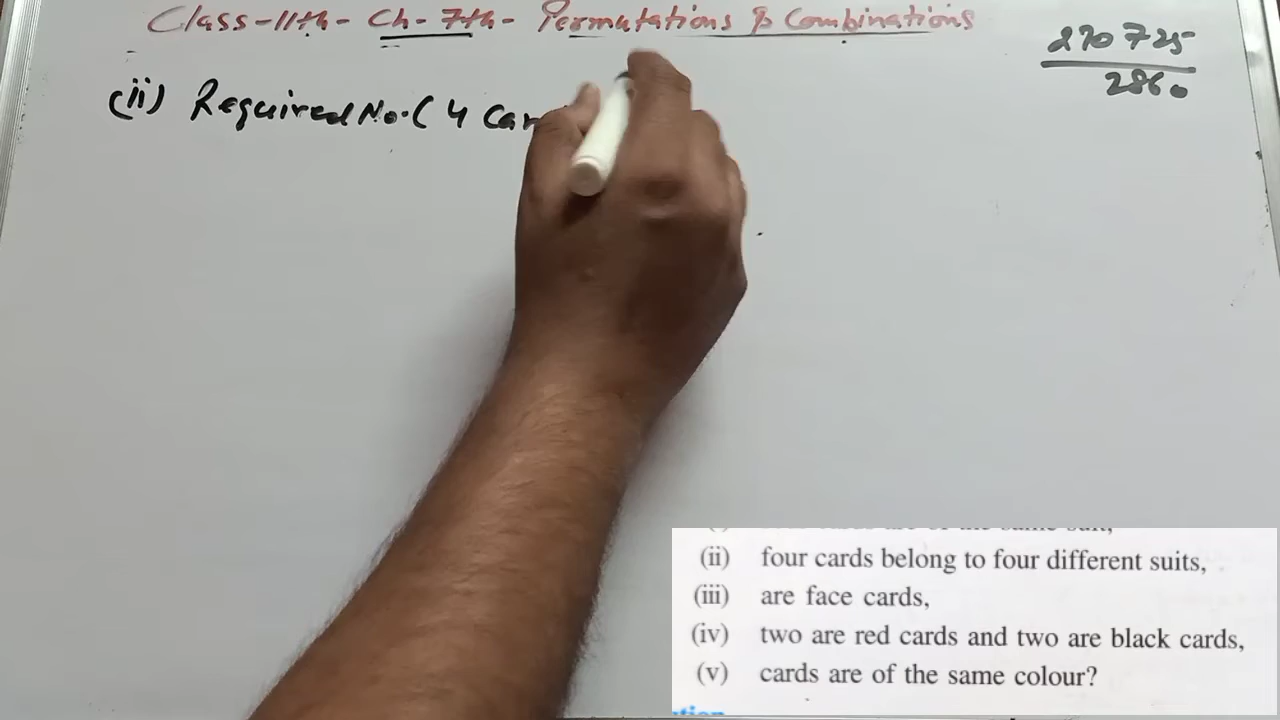 Class-11th- Ch- 7th- Permutations & Combinations
270725
2860
(ii) Required No. ( 4 Car
(ii) four cards belong to four different suits,
(iii) are face cards,
(iv) two are red cards and two are black cards,
(v) cards are of the same colour?